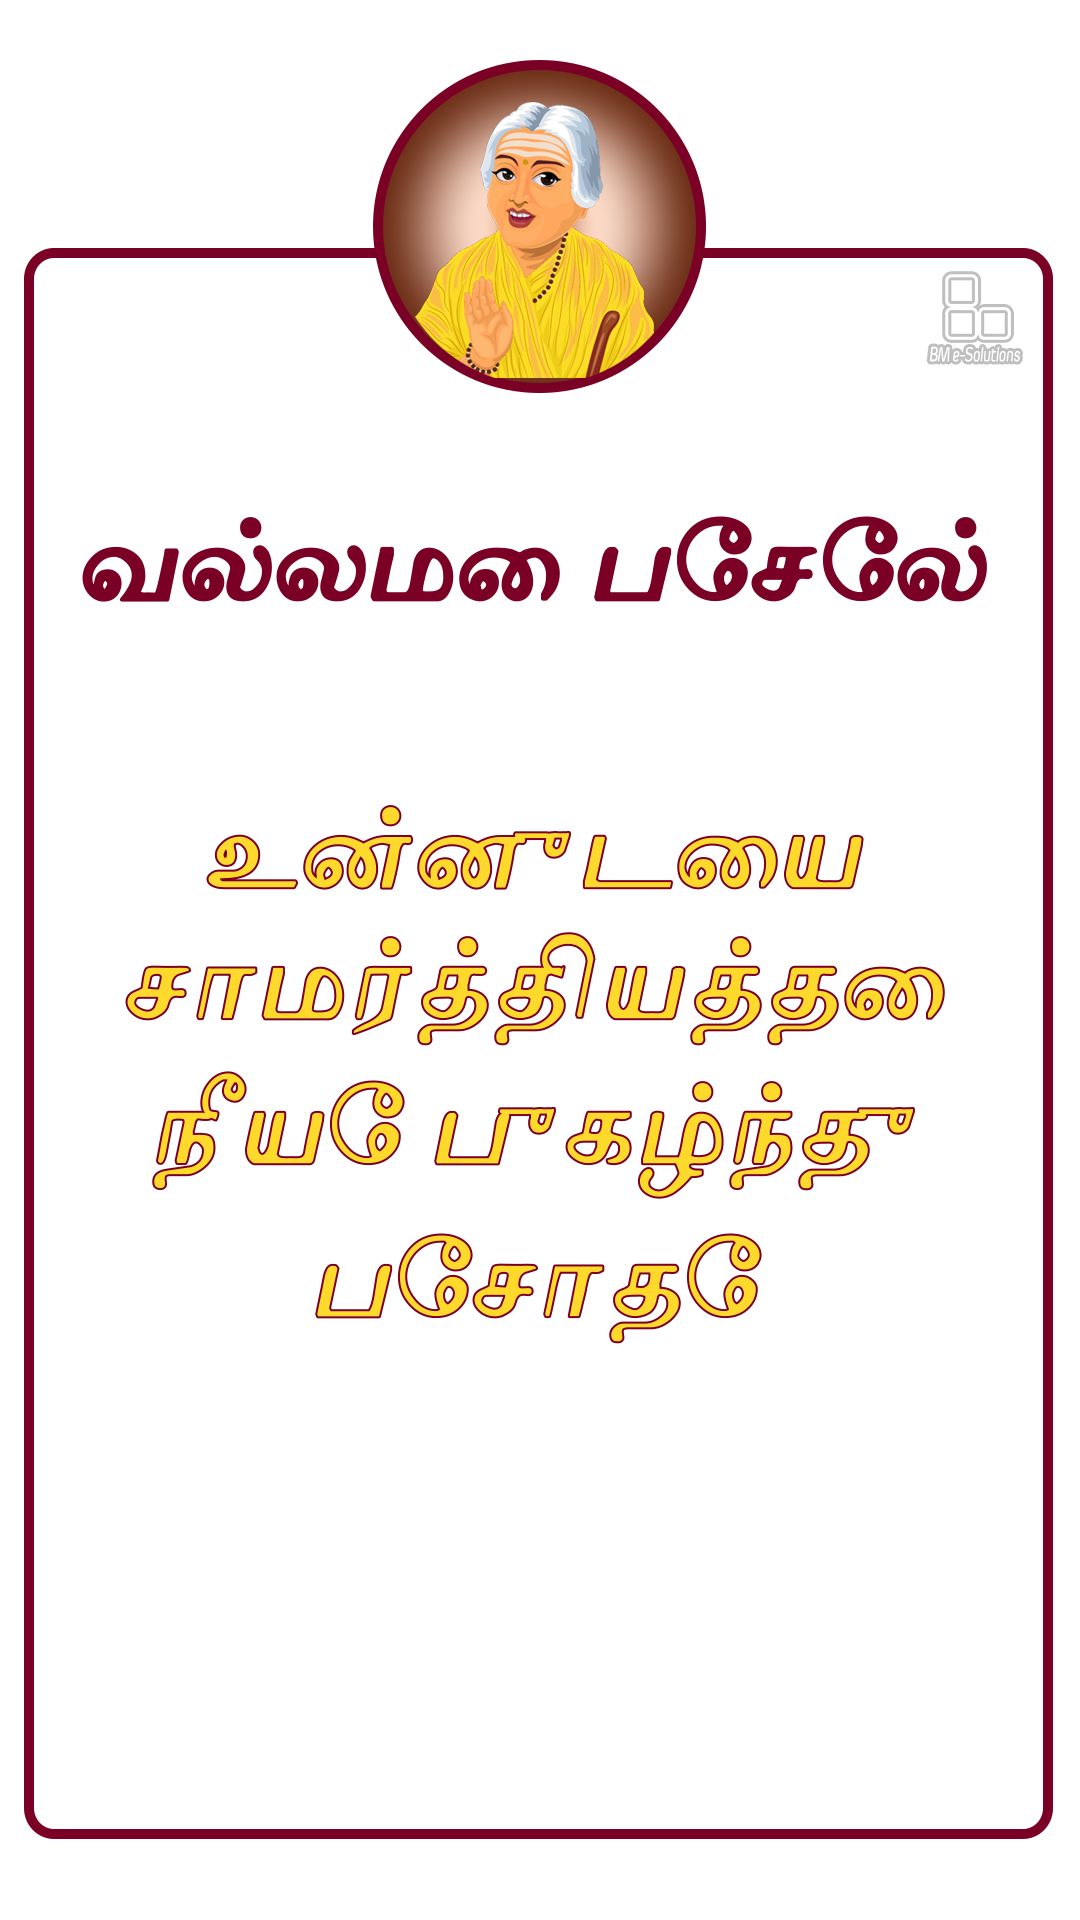 வல்லமை பேசேல்
உன்னுடைய
சாமர்த்தியத்தை
நீயே புகழ்ந்து
பேசாதே
BM e-Solutions